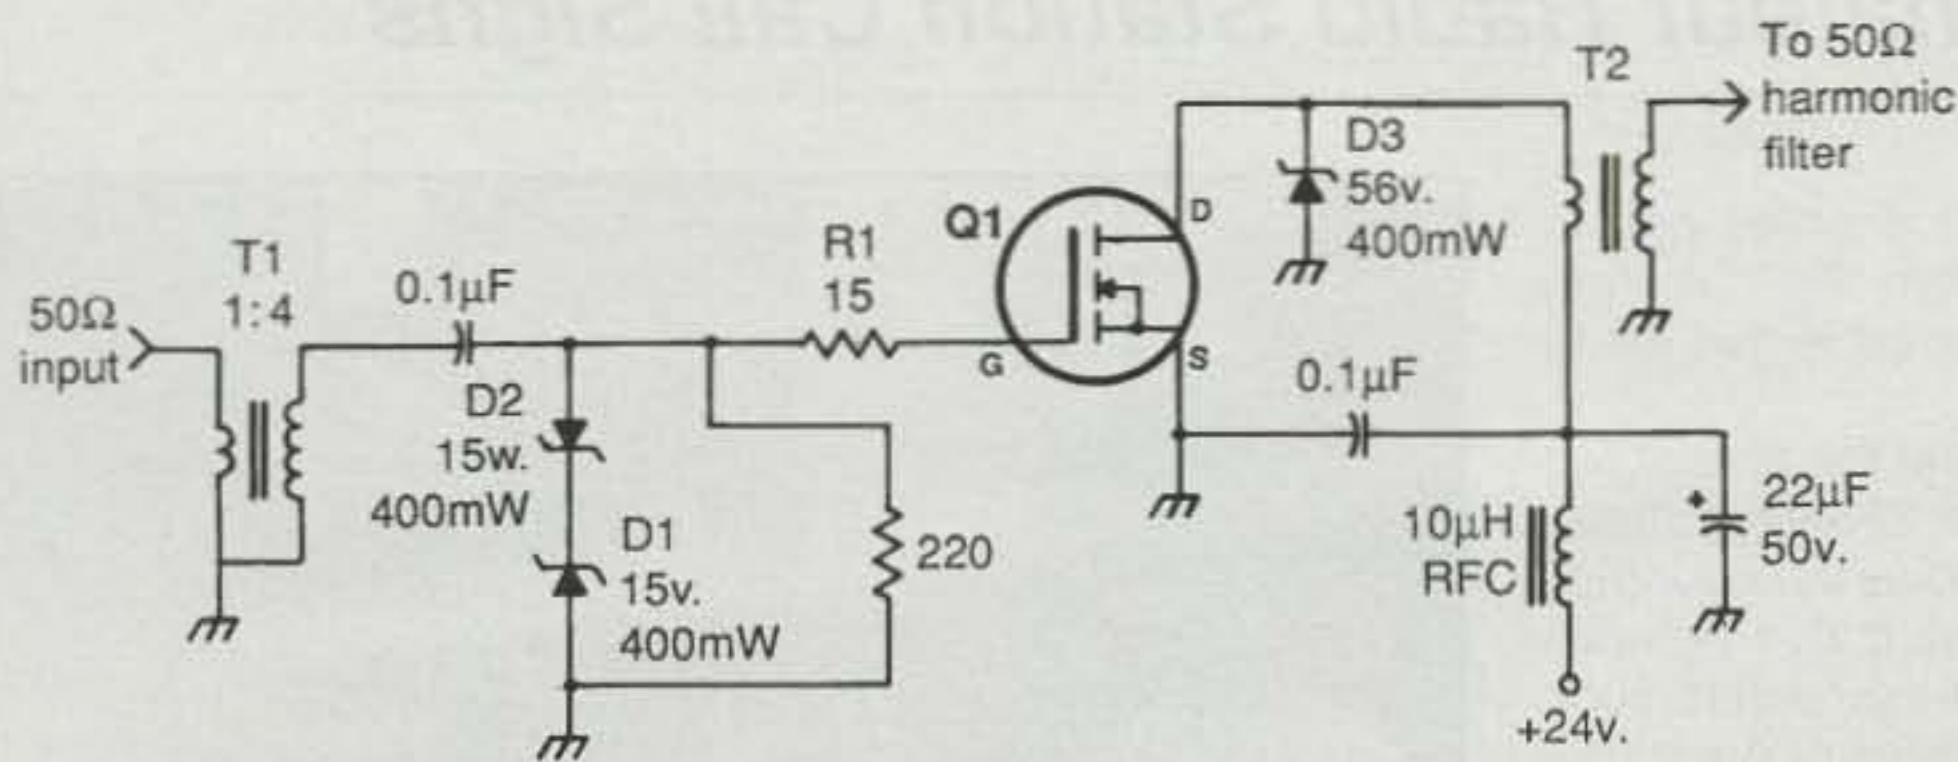 50Ω
input
T1
1:4
0.1µF
D2
15w.
400mW
D1
15v.
400mW
220
R1
15
Q1
G
D
S
D3
56v.
400mW
0.1µF
10µH
RFC
+24v.
22µF
50v.
+
T2
To 50Ω
harmonic
filter